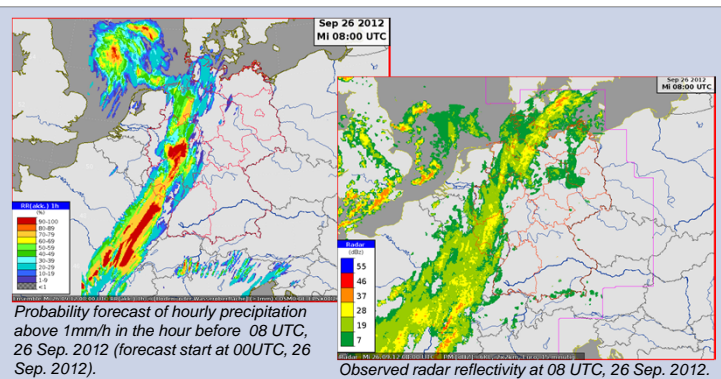 Sep 26 2012
Mi 08:00 UTC
RR(akk.) 1h
(%)
90-100
80-89
70-79
60-69
50-59
40-49
30-39
20-29
10-19
1-9
<1
Probability forecast of hourly precipitation
above 1mm/h in the hour before 08 UTC,
26 Sep. 2012 (forecast start at 00UTC, 26
Sep. 2012).
Sep 26 2012
Mi 08:00 UTC
Radar
(dBz)
55
46
37
28
19
7
Observed radar reflectivity at 08 UTC, 26 Sep. 2012.